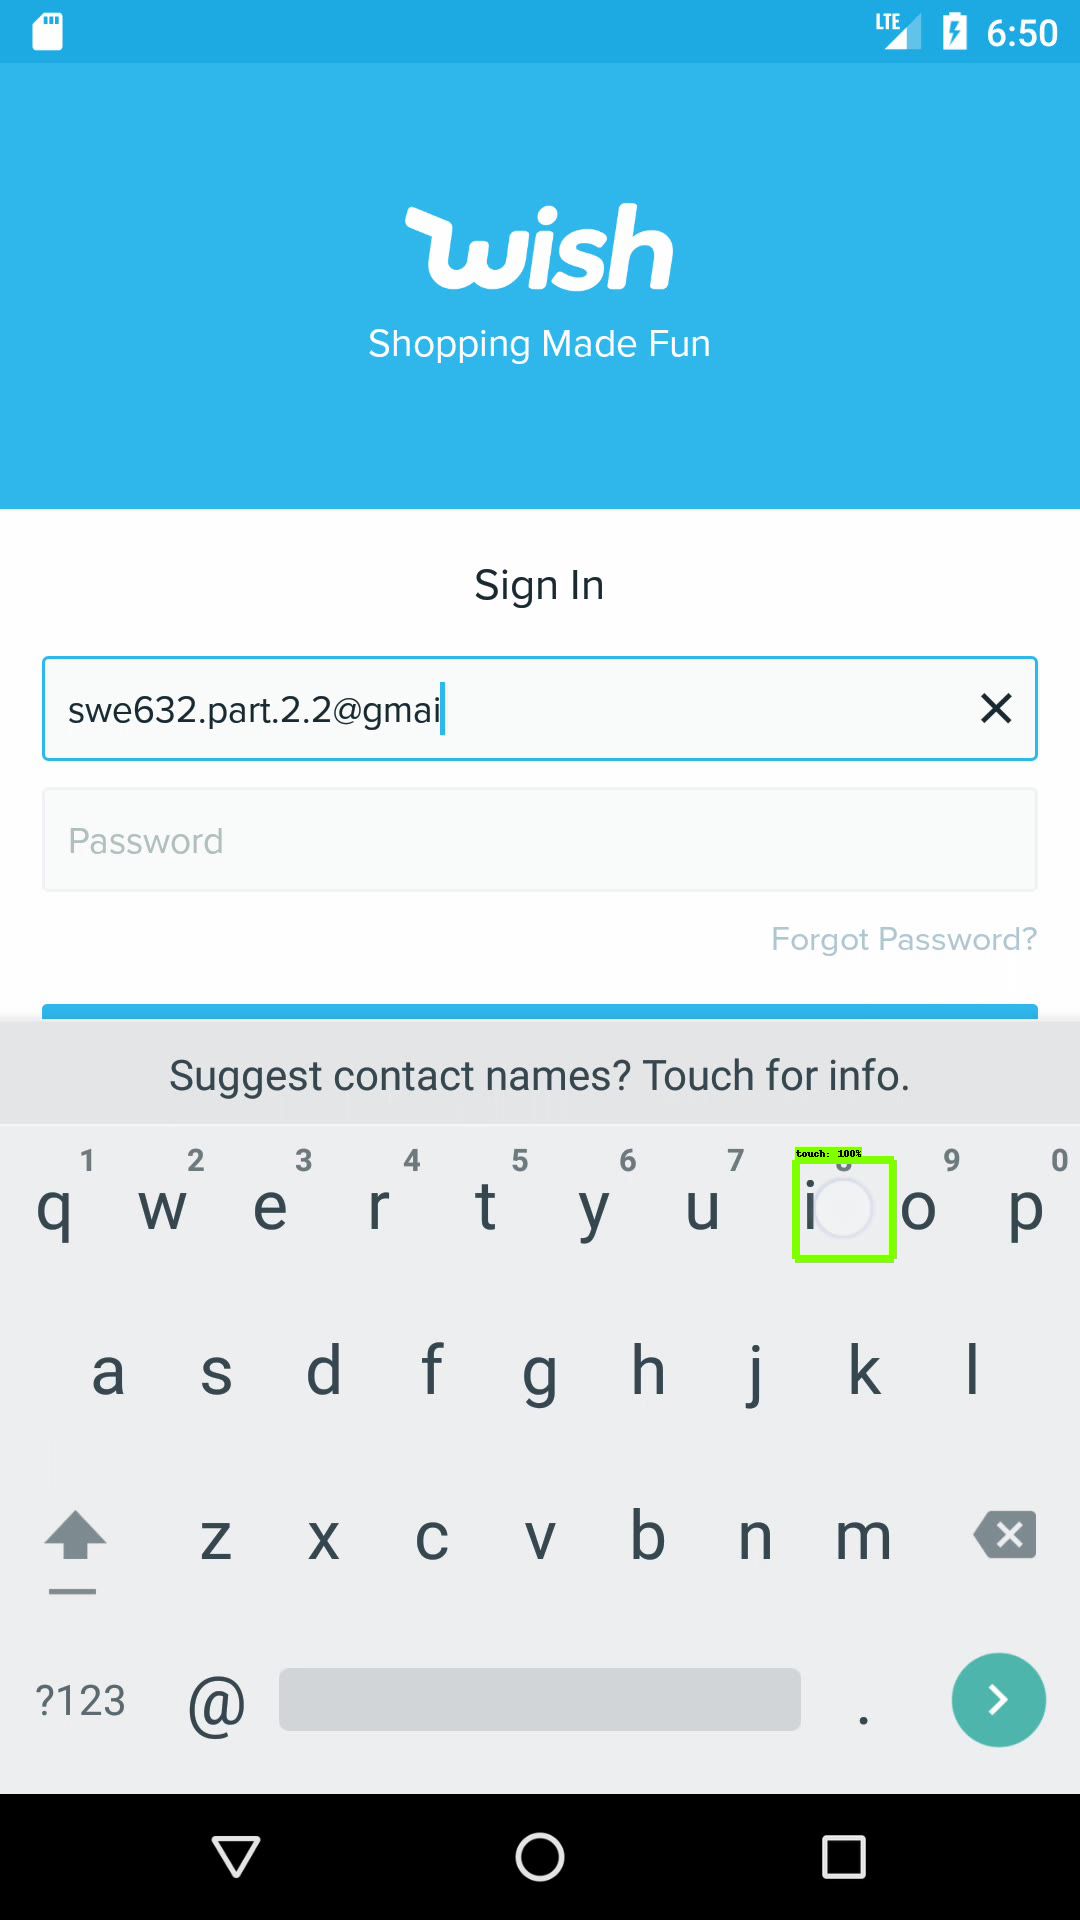 LTE 6:50
wish
Shopping Made Fun
Sign In
swe632.part.2.2@gmai
Password
Forgot Password?
Suggest contact names? Touch for info.
touch: 100%
1 2 3 4 5 6 7 9 0
q w e r t y u i o p
a s d f g h j k l
z x c v b n m
?123 @ .